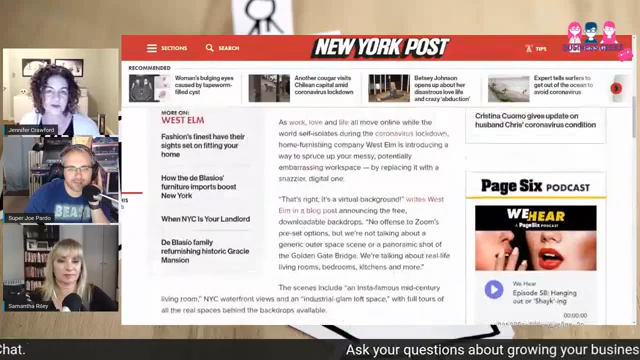 SECTIONS
SEARCH
NEW YORK POST
TIPS
BUSINESS GEEKS
RECOMMENDED
Woman's bulging eyes
caused by tapeworm-
filled cyst
Another cougar visits
Chilean capital amid
coronavirus lockdown
Betsey Johnson
opens up about her
disastrous love life
and crazy 'abduction'
Expert tells surfers to
get out of the ocean to
avoid coronavirus
Jennifer Crawford
Super Joe Pardo
Samantha Riley
MORE ON:
WEST ELM
Fashion's finest have their
sights set on fitting your
home
How the de Blasios'
furniture imports boost
New York
When NYC Is Your Landlord
De Blasio family
refurnishing historic Gracie
Mansion
As work, love and life all move online while the
world self-isolates during the coronavirus lockdown,
home-furnishing company West Elm is introducing a
way to spruce up your messy, potentially
embarrassing workspace — by replacing it with a
snazzier, digital one.
"That's right, it's a virtual background!" writes West
Elm in a blog post announcing the free,
downloadable backdrops. "No offense to Zoom's
pre-set options, but we're not talking about a
generic outer space scene or a panoramic shot of
the Golden Gate Bridge. We're talking about real-life
living rooms, bedrooms, kitchens and more."
The scenes include "an Insta-famous mid-century
living room," NYC waterfront views and an "industrial-glam loft space," with full tours of
all the real spaces behind the backdrops available.
Cristina Cuomo gives update on
husband Chris' coronavirus condition
Page Six PODCAST
WE HEAR
A PageSix PODCAST
We Hear
Episode 58: Hanging
out or 'Shayk'-ing
00:00:00
Chat.
Ask your questions about growing your busines